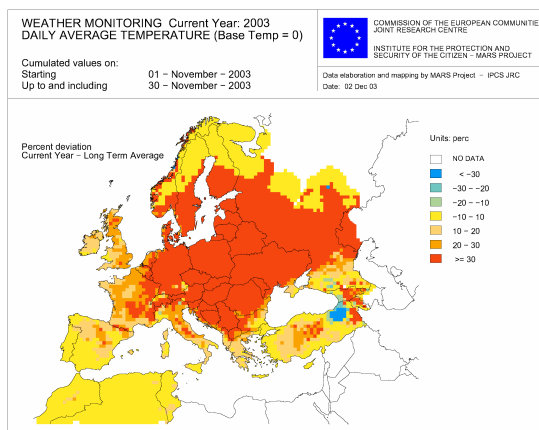 WEATHER MONITORING Current Year: 2003
DAILY AVERAGE TEMPERATURE (Base Temp = 0)
Cumulated values on:
Starting 01 − November − 2003
Up to and including 30 − November − 2003
COMMISSION OF THE EUROPEAN COMMUNITIE
JOINT RESEARCH CENTRE
INSTITUTE FOR THE PROTECTION AND
SECURITY OF THE CITIZEN − MARS PROJECT
Data elaboration and mapping by MARS Project − IPCS JRC
Date: 02 Dec 03
Percent deviation
Current Year − Long Term Average
Units: perc
NO DATA
< −30
−30 − −20
−20 − −10
−10 − 10
10 − 20
20 − 30
>= 30